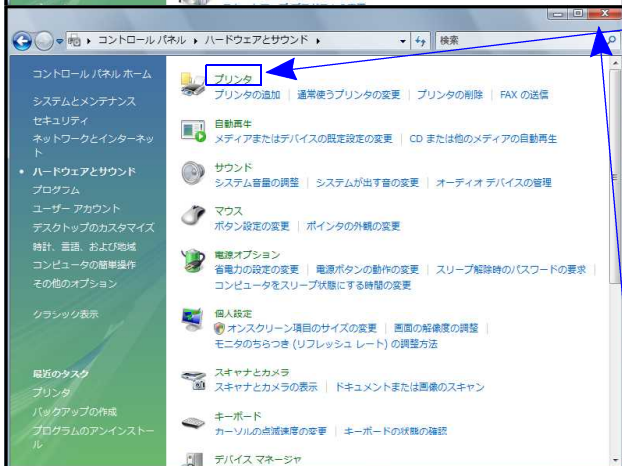 コントロール パネル ▸ ハードウェアとサウンド ▸
検索
コントロール パネル ホーム
システムとメンテナンス
セキュリティ
ネットワークとインターネッ
ト
• ハードウェアとサウンド
プログラム
ユーザー アカウント
デスクトップのカスタマイズ
時計、言語、および地域
コンピュータの簡単操作
その他のオプション
クラシック表示
最近のタスク
プリンタ
バックアップの作成
プログラムのアンインストー
ル
プリンタ
プリンタの追加 | 通常使うプリンタの変更 | プリンタの削除 | FAX の送信
自動再生
メディアまたはデバイスの既定設定の変更 | CD または他のメディアの自動再生
サウンド
システム音量の調整 | システムが出す音の変更 | オーディオ デバイスの管理
マウス
ボタン設定の変更 | ポインタの外観の変更
電源オプション
省電力の設定の変更 | 電源ボタンの動作の変更 | スリープ解除時のパスワードの要求 |
コンピュータをスリープ状態にする時間の変更
個人設定
オンスクリーン項目のサイズの変更 | 画面の解像度の調整 |
モニタのちらつき (リフレッシュ レート) の調整方法
スキャナとカメラ
スキャナとカメラの表示 | ドキュメントまたは画像のスキャン
キーボード
カーソルの点滅速度の変更 | キーボードの状態の確認
デバイス マネージャ